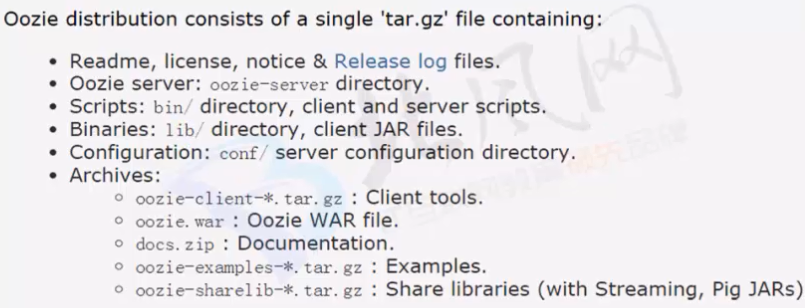 Oozie distribution consists of a single 'tar.gz' file containing:
• Readme, license, notice & Release log files.
• Oozie server: oozie-server directory.
• Scripts: bin/ directory, client and server scripts.
• Binaries: lib/ directory, client JAR files.
• Configuration: conf/ server configuration directory.
• Archives:
◦ oozie-client-*.tar.gz : Client tools.
◦ oozie.war : Oozie WAR file.
◦ docs.zip : Documentation.
◦ oozie-examples-*.tar.gz : Examples.
◦ oozie-sharelib-*.tar.gz : Share libraries (with Streaming, Pig JARs)
北风网